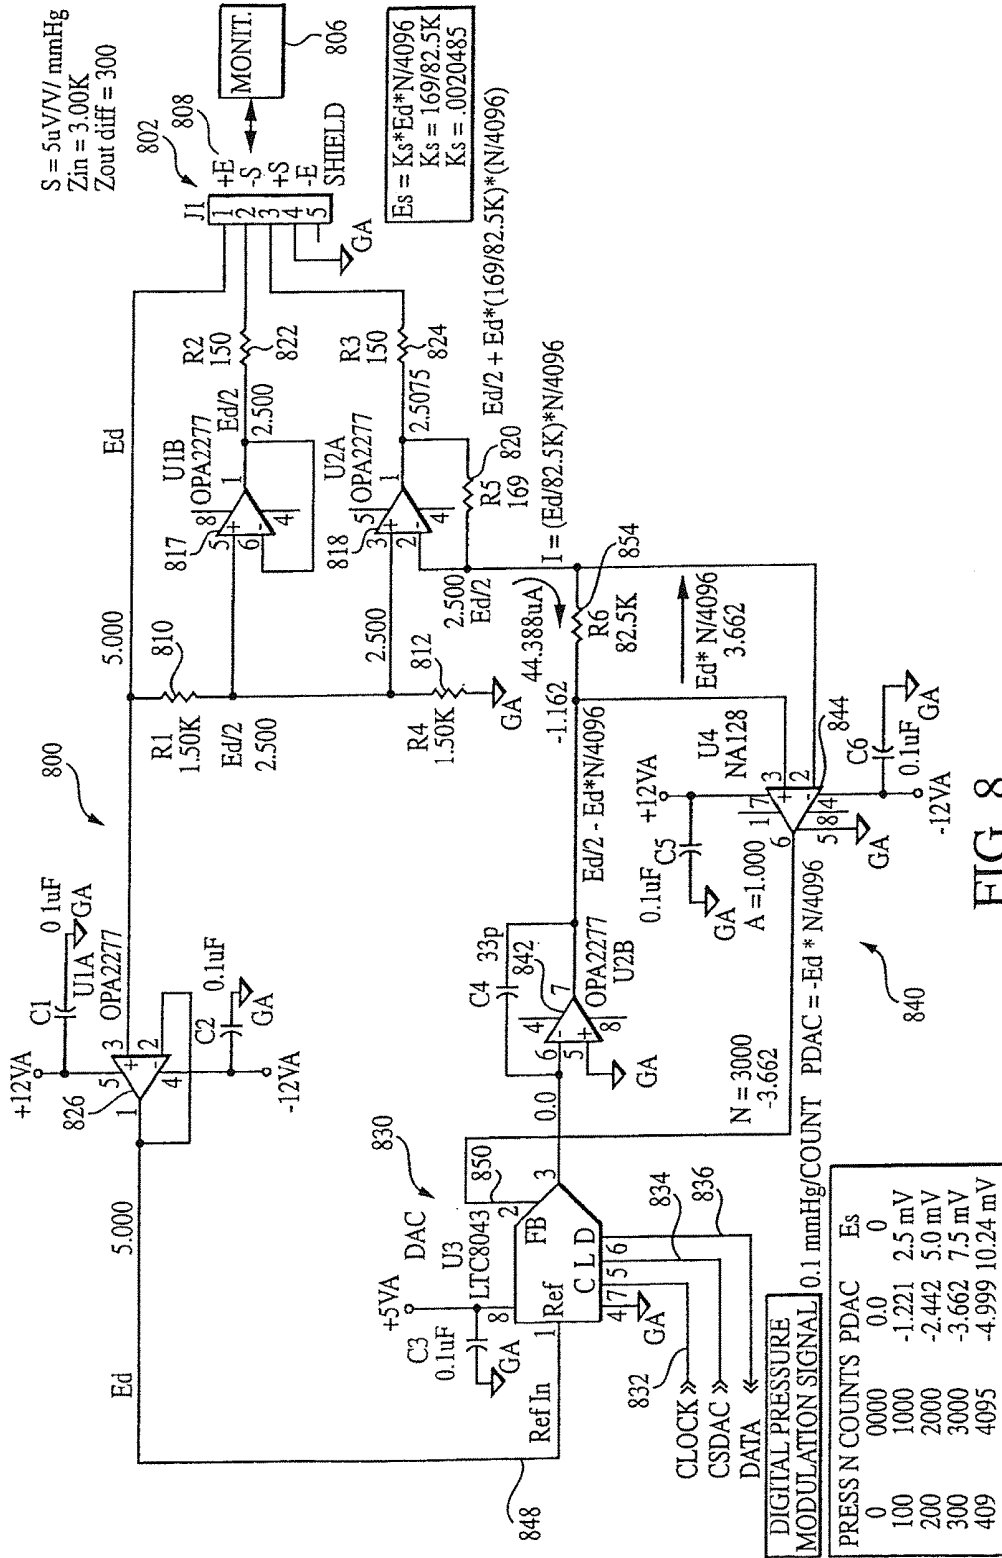 S = 5uV/V/ mmHg
Zin = 3.00K
Zout diff = 300
800
802
808
806
MONIT.
J1
1 +E
2 -S
3 +S
4 -E
5 SHIELD
GA
Es = Ks*Ed*N/4096
Ks = 169/82.5K
Ks = .0020485
+12VA
C1
0 1uF
GA
U1A
OPA2277
5
3
2
1
4
826
C2
0.1uF
GA
-12VA
5.000
Ed
5.000
Ed
R1
1.50K
810
Ed/2
2.500
R4
1.50K
812
GA
2.500
817
U1B
OPA2277
8
5
6
1
4
Ed/2
2.500
R2
150
822
818
U2A
OPA2277
5
3
2
1
4
2.5075
R3
150
824
R5
169
820
2.500
Ed/2
Ed/2 + Ed*(169/82.5K)*(N/4096)
I = (Ed/82.5K)*N/4096
44.388uA
-1.162
R6
82.5K
854
Ed* N/4096
3.662
Ed/2 - Ed*N/4096
830
DAC
U3
LTC8043
850
+5VA
C3
0.1uF
GA
8
2
FB
3
1
Ref
C L D
4
7
5
6
GA
Ref In
848
832
834
836
CLOCK
CSDAC
DATA
0.0
C4
33p
842
4
6
5
7
8
OPA2277
U2B
GA
+12VA
C5
0.1uF
GA
A =1.000
U4
NA128
1
7
3
2
6
5
8
4
844
GA
C6
0.1uF
GA
-12VA
840
N = 3000
-3.662
PDAC = -Ed * N/4096
DIGITAL PRESSURE
MODULATION SIGNAL
0.1 mmHg/COUNT
PRESS N COUNTS PDAC Es
0 0000 0.0 0
100 1000 -1.221 2.5 mV
200 2000 -2.442 5.0 mV
300 3000 -3.662 7.5 mV
409 4095 -4.999 10.24 mV
FIG. 8